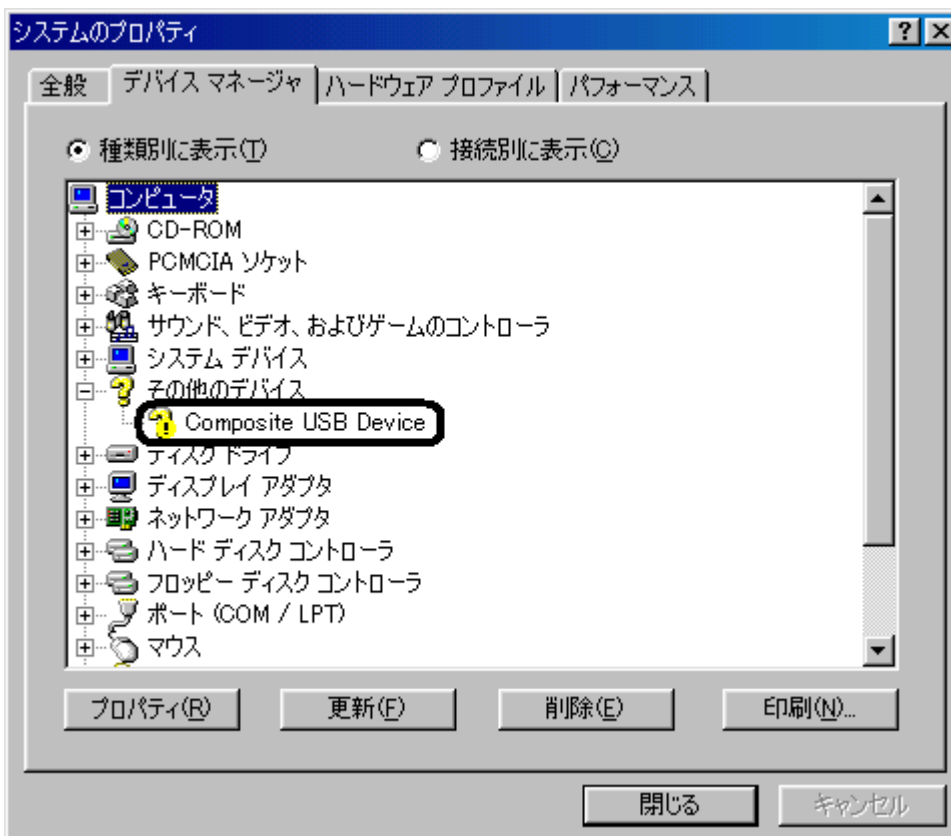 システムのプロパティ
全般 デバイス マネージャ ハードウェア プロファイル パフォーマンス
種類別に表示(T) 接続別に表示(C)
コンピュータ
CD-ROM
PCMCIA ソケット
キーボード
サウンド、ビデオ、およびゲームのコントローラ
システム デバイス
その他のデバイス
Composite USB Device
ディスク ドライブ
ディスプレイ アダプタ
ネットワーク アダプタ
ハード ディスク コントローラ
フロッピー ディスク コントローラ
ポート (COM / LPT)
マウス
プロパティ(R) 更新(F) 削除(E) 印刷(N)...
閉じる キャンセル